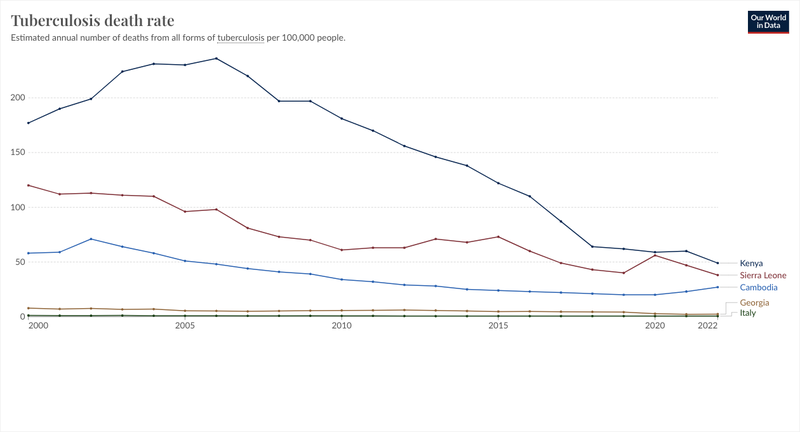 Tuberculosis death rate
Our World
in Data
Estimated annual number of deaths from all forms of tuberculosis per 100,000 people.
200
150
100
50
0
Kenya
Sierra Leone
Cambodia
Georgia
Italy
2000
2005
2010
2015
2020
2022